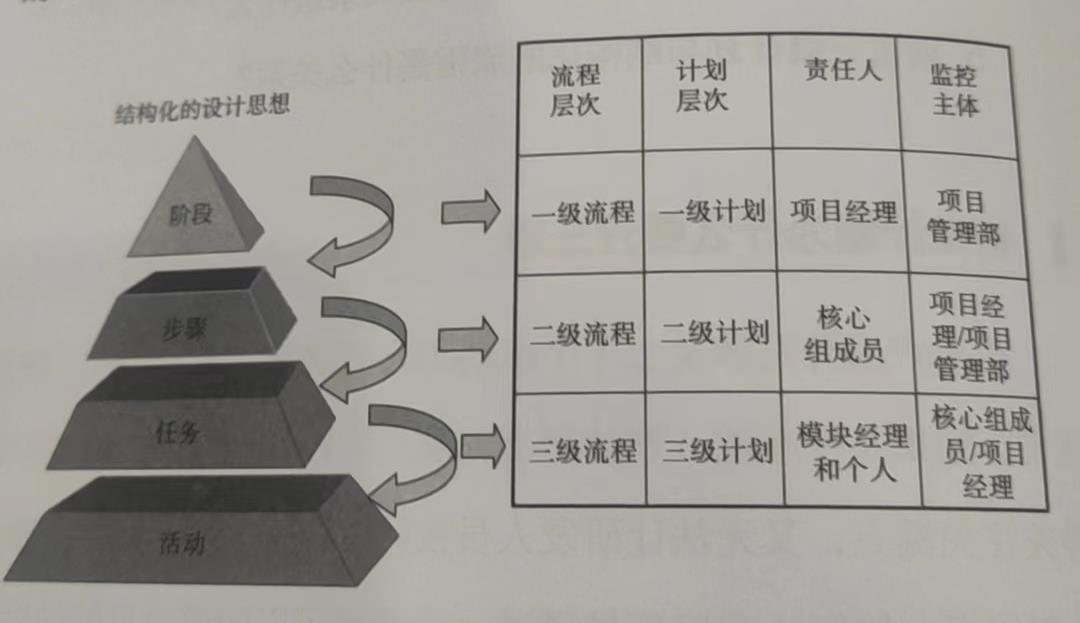 结构化的设计思想
阶段
步骤
任务
活动
流程
层次
计划
层次
责任人
监控
主体
一级流程
一级计划
项目经理
项目
管理部
二级流程
二级计划
核心
组成员
项目经
理/项目
管理部
三级流程
三级计划
模块经理
和个人
核心组成
员/项目
经理